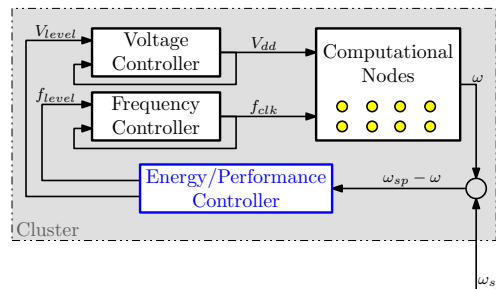 V_level
Voltage
Controller
V_dd
Computational
Nodes
ω
f_level
Frequency
Controller
f_clk
Energy/Performance
Controller
ω_sp − ω
Cluster
ω_s